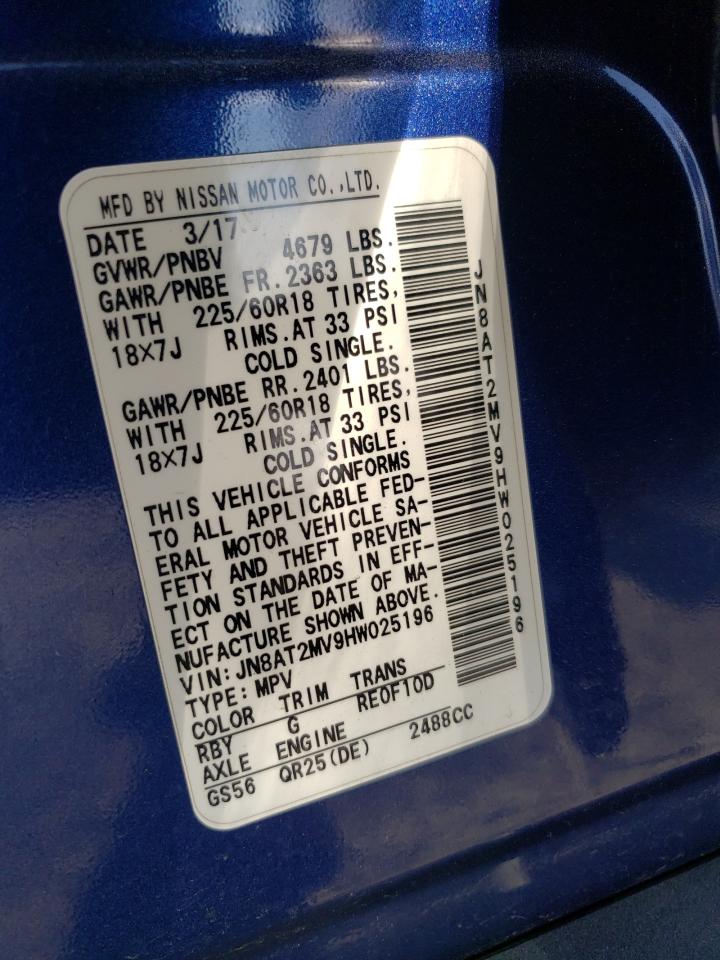 MFD BY NISSAN MOTOR CO.,LTD.
DATE 3/17
GVWR/PNBV 4679 LBS.
GAWR/PNBE FR. 2363 LBS.
WITH 225/60R18 TIRES,
18X7J RIMS.AT 33 PSI
COLD SINGLE.
GAWR/PNBE RR. 2401 LBS.
WITH 225/60R18 TIRES,
18X7J RIMS.AT 33 PSI
COLD SINGLE.
THIS VEHICLE CONFORMS
TO ALL APPLICABLE FED-
ERAL MOTOR VEHICLE SA-
FETY AND THEFT PREVEN-
TION STANDARDS IN EFF-
ECT ON THE DATE OF MA-
NUFACTURE SHOWN ABOVE.
VIN: JN8AT2MV9HW025196
TYPE: MPV
COLOR TRIM TRANS
RBY G RE0F10D
AXLE ENGINE
GS56 QR25(DE) 2488CC
JN8AT2MV9HW025196